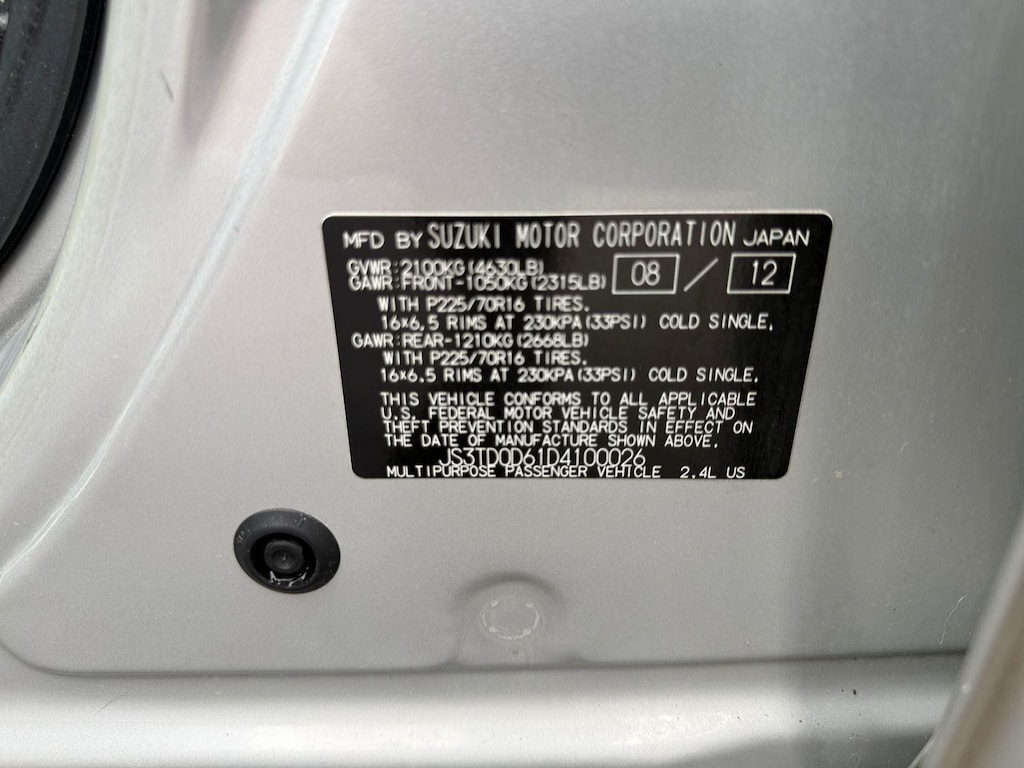 MFD BY SUZUKI MOTOR CORPORATION JAPAN
GVWR:2100KG(4630LB) 08 / 12
GAWR:FRONT-1050KG(2315LB)
WITH P225/70R16 TIRES.
16×6.5 RIMS AT 230KPA(33PSI) COLD SINGLE.
GAWR:REAR-1210KG(2668LB)
WITH P225/70R16 TIRES.
16×6.5 RIMS AT 230KPA(33PSI) COLD SINGLE.
THIS VEHICLE CONFORMS TO ALL APPLICABLE
U.S. FEDERAL MOTOR VEHICLE SAFETY AND
THEFT PREVENTION STANDARDS IN EFFECT ON
THE DATE OF MANUFACTURE SHOWN ABOVE.
JS3TD0D61D4100026
MULTIPURPOSE PASSENGER VEHICLE 2.4L US